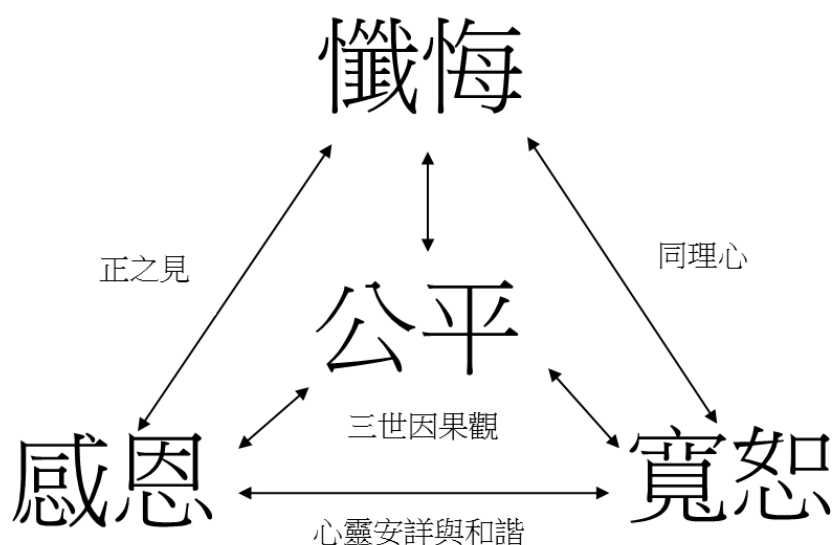 懺悔
同理心
正之見
公平
三世因果觀
感恩
寬恕
心靈安詳與和諧